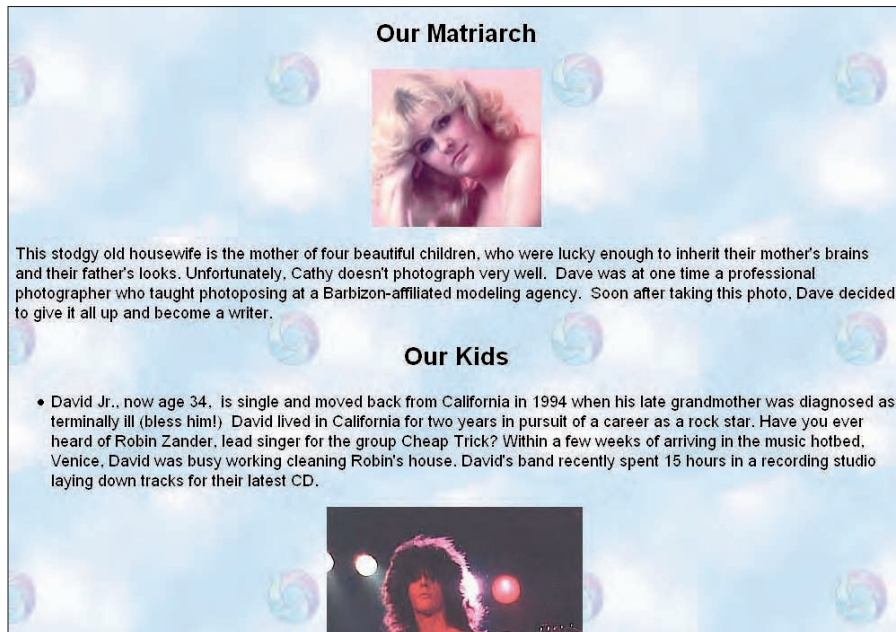 Our Matriarch
This stodgy old housewife is the mother of four beautiful children, who were lucky enough to inherit their mother's brains
and their father's looks. Unfortunately, Cathy doesn't photograph very well.  Dave was at one time a professional
photographer who taught photoposing at a Barbizon-affiliated modeling agency.  Soon after taking this photo, Dave decided
to give it all up and become a writer.
Our Kids
• David Jr., now age 34,  is single and moved back from California in 1994 when his late grandmother was diagnosed as
terminally ill (bless him!)  David lived in California for two years in pursuit of a career as a rock star. Have you ever
heard of Robin Zander, lead singer for the group Cheap Trick? Within a few weeks of arriving in the music hotbed,
Venice, David was busy working cleaning Robin's house. David's band recently spent 15 hours in a recording studio
laying down tracks for their latest CD.